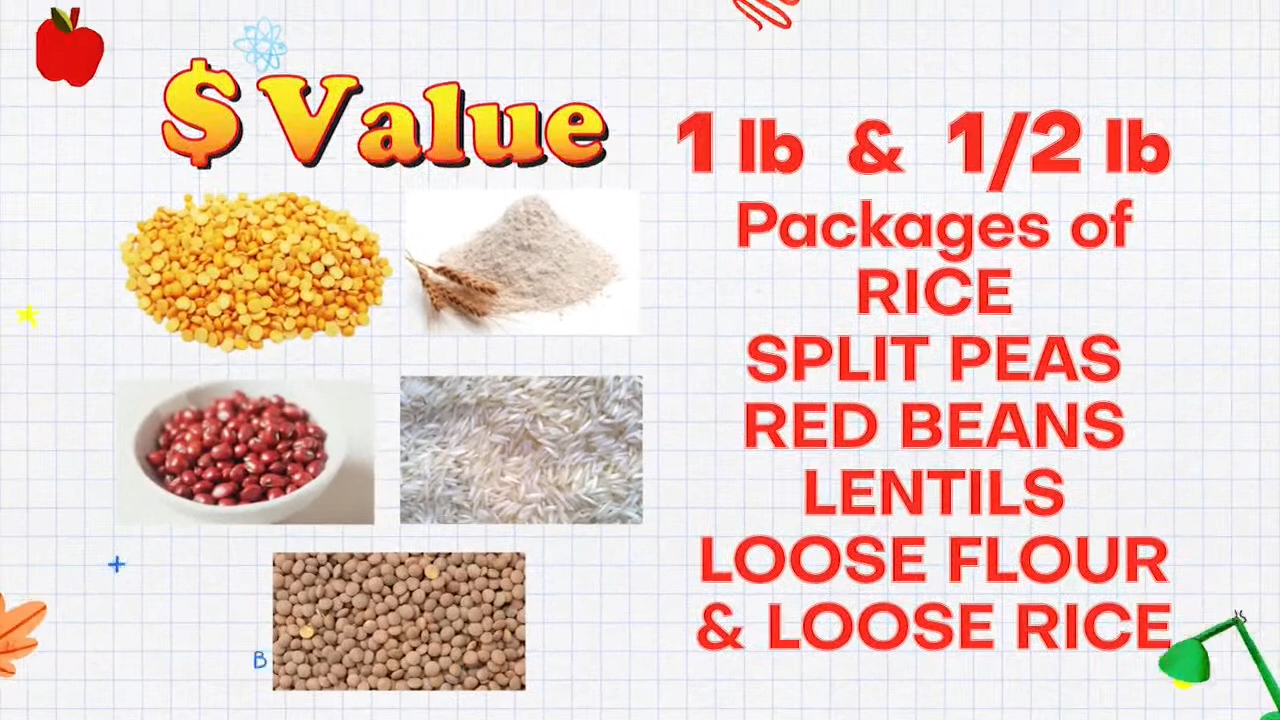 $ Value
1 lb & 1/2 lb
Packages of
RICE
SPLIT PEAS
RED BEANS
LENTILS
LOOSE FLOUR
& LOOSE RICE
B